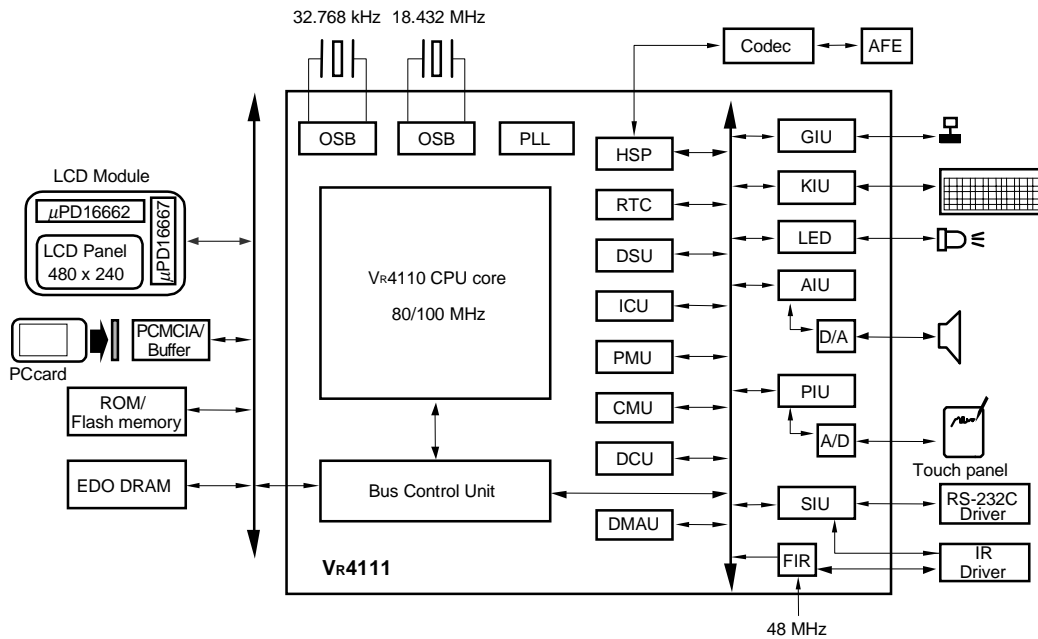 32.768 kHz
18.432 MHz
Codec
AFE
OSB
OSB
PLL
HSP
GIU
LCD Module
µPD16662
µPD16667
LCD Panel
480 x 240
KIU
RTC
LED
DSU
VR4110 CPU core
80/100 MHz
AIU
ICU
D/A
PCMCIA/
Buffer
PCcard
PMU
PIU
ROM/
Flash memory
CMU
A/D
DCU
Touch panel
EDO DRAM
Bus Control Unit
SIU
RS-232C
Driver
DMAU
VR4111
FIR
IR
Driver
48 MHz